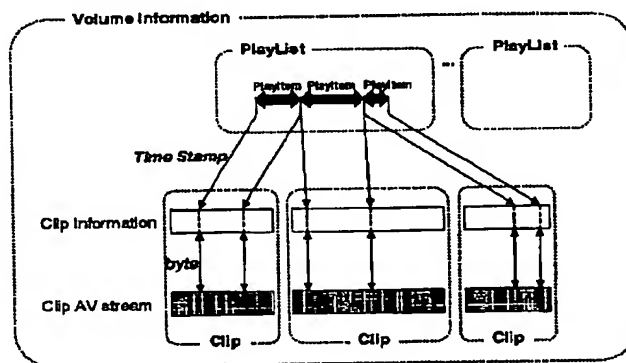 Volume Information
PlayList
PlayList
...
PlayItem PlayItem PlayItem
Time Stamp
Clip Information
byte
Clip AV stream
Clip
Clip
Clip